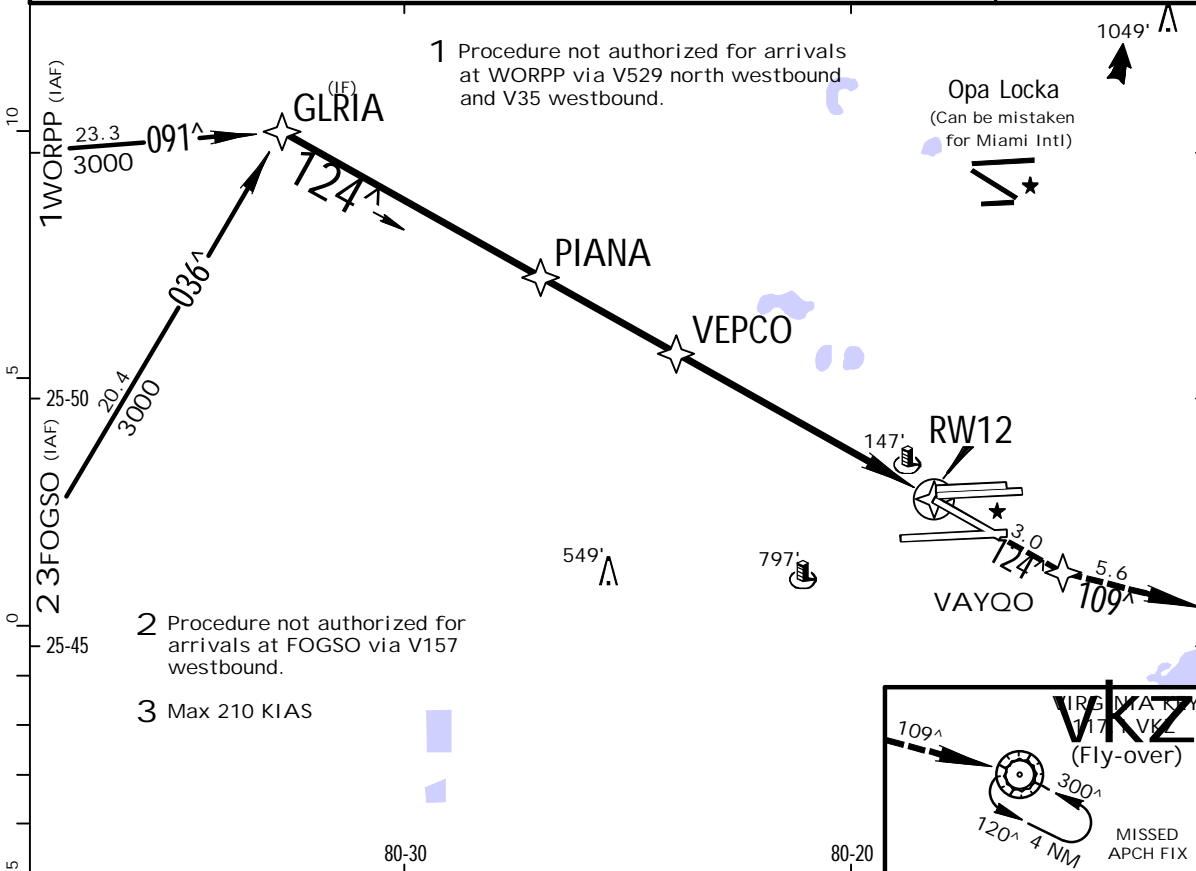 1 Procedure not authorized for arrivals
at WORPP via V529 north westbound
and V35 westbound.
1049'
Opa Locka
(Can be mistaken
for Miami Intl)
(IF)
GLRIA
10
1WORPP (IAF)
23.3
091^
3000
124^
036^
PIANA
VEPCO
5
25-50
20.4
3000
23FOGSO (IAF)
147'
RW12
549'
797'
3.0
124^
5.6
109^
VAYQO
0
25-45
2 Procedure not authorized for
arrivals at FOGSO via V157
westbound.
3 Max 210 KIAS
VIRGINIA KEY
VKZ
(Fly-over)
109^
300^
120^ 4 NM
MISSED
APCH FIX
5
80-30
80-20